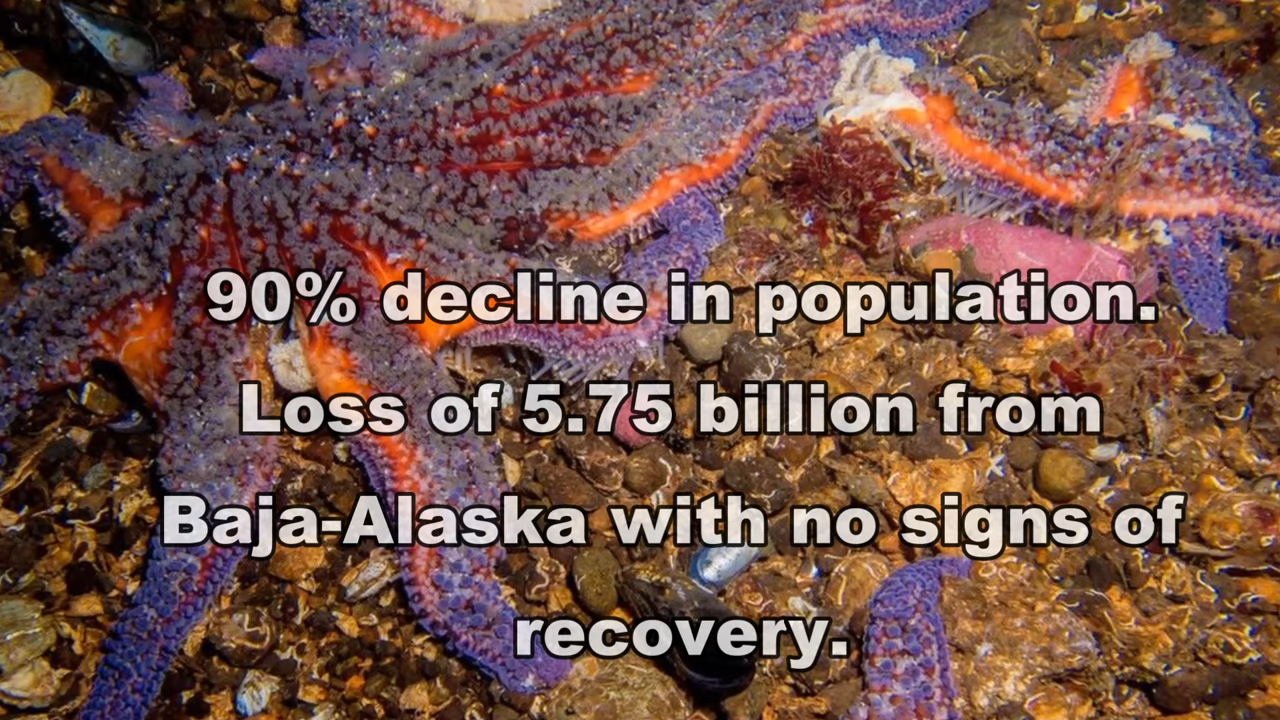 90% decline in population.
Loss of 5.75 billion from
Baja-Alaska with no signs of
recovery.